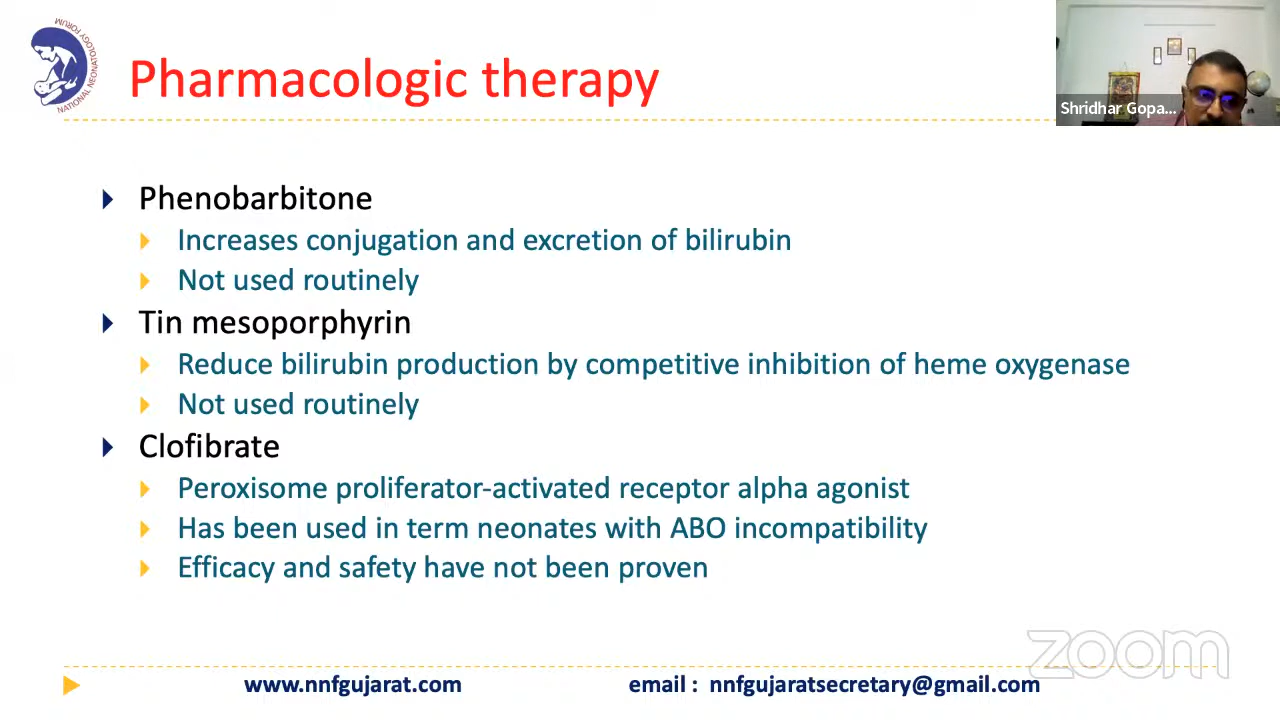 NATIONAL NEONATOLOGY FORUM
Pharmacologic therapy
Shridhar Gopa...
Phenobarbitone
Increases conjugation and excretion of bilirubin
Not used routinely
Tin mesoporphyrin
Reduce bilirubin production by competitive inhibition of heme oxygenase
Not used routinely
Clofibrate
Peroxisome proliferator-activated receptor alpha agonist
Has been used in term neonates with ABO incompatibility
Efficacy and safety have not been proven
zoom
www.nnfgujarat.com
email : nnfgujaratsecretary@gmail.com